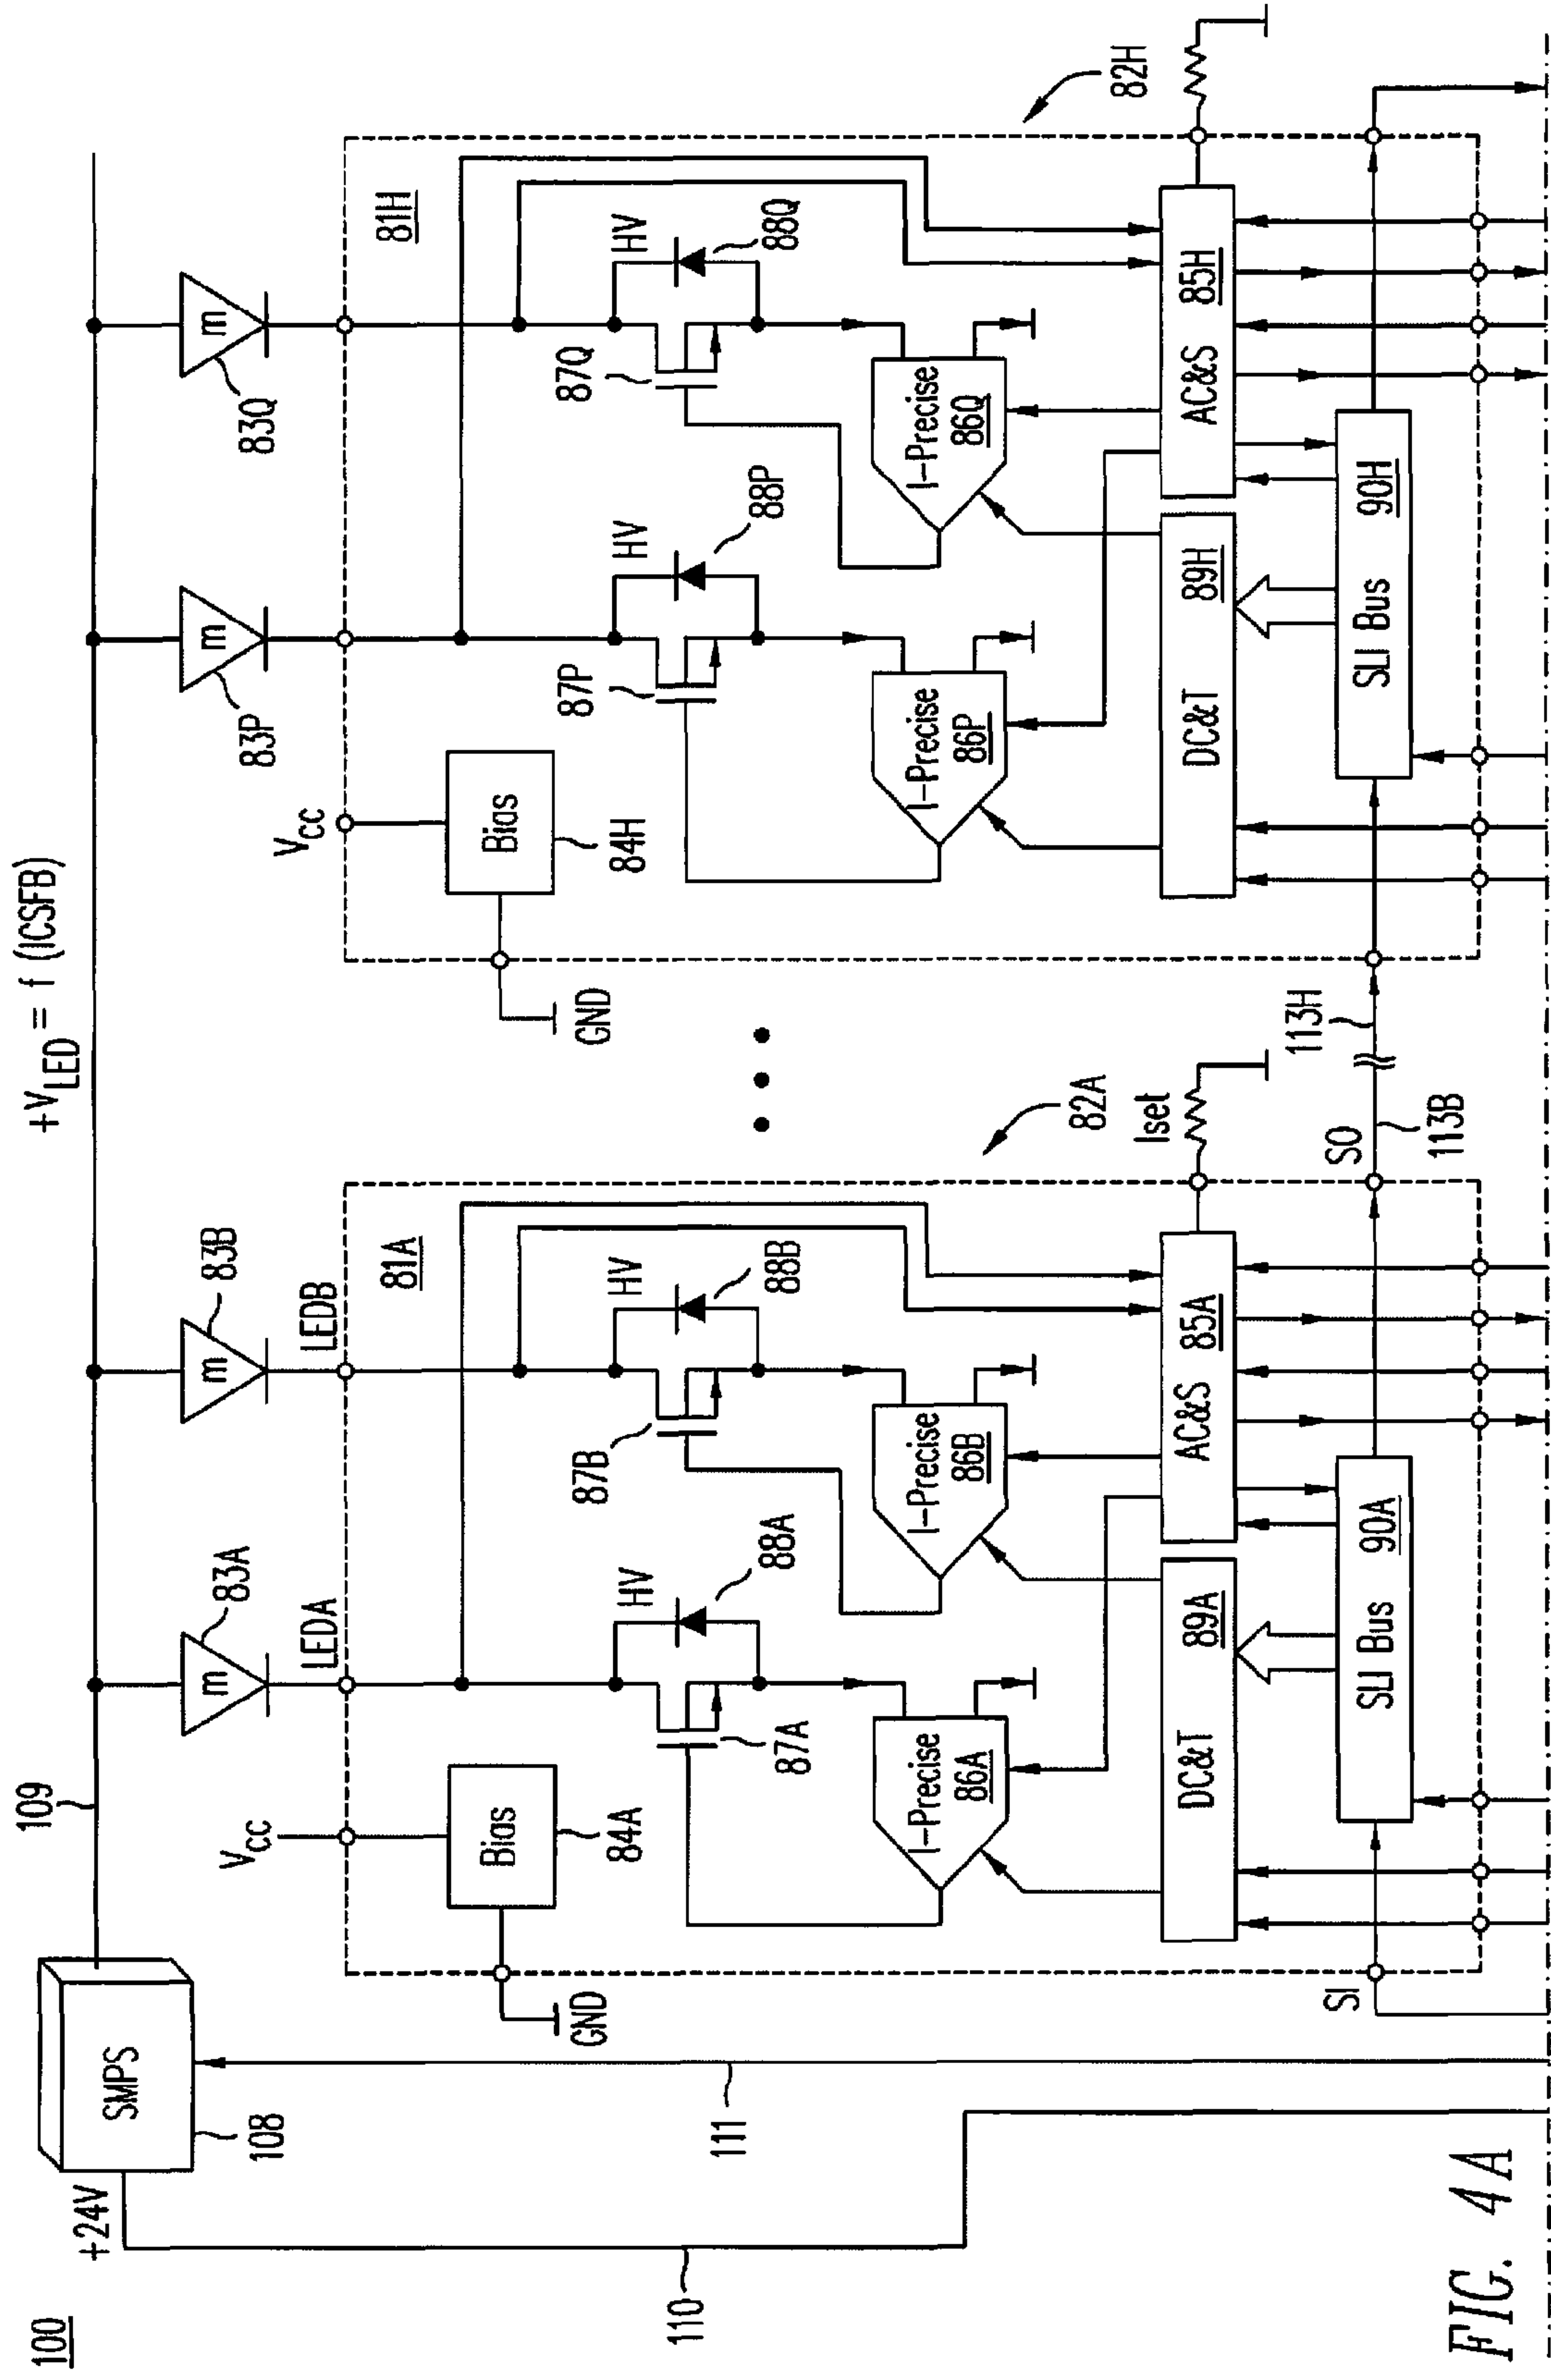 100
+24V
SMPS
108
109
110
111
+VLED = f (ICSFB)
m
83A
m
83B
m
83P
m
83Q
LEDA
LEDB
VCC
GND
Bias
84A
81A
HV
87A
88A
HV
87B
88B
I-Precise
86A
I-Precise
86B
DC&T
89A
AC&S
85A
Iset
82A
SLI Bus
90A
SI
SO
113B
113H
VCC
GND
Bias
84H
81H
HV
87P
88P
HV
87Q
88Q
I-Precise
86P
I-Precise
86Q
DC&T
89H
AC&S
85H
82H
SLI Bus
90H
FIG. 4A